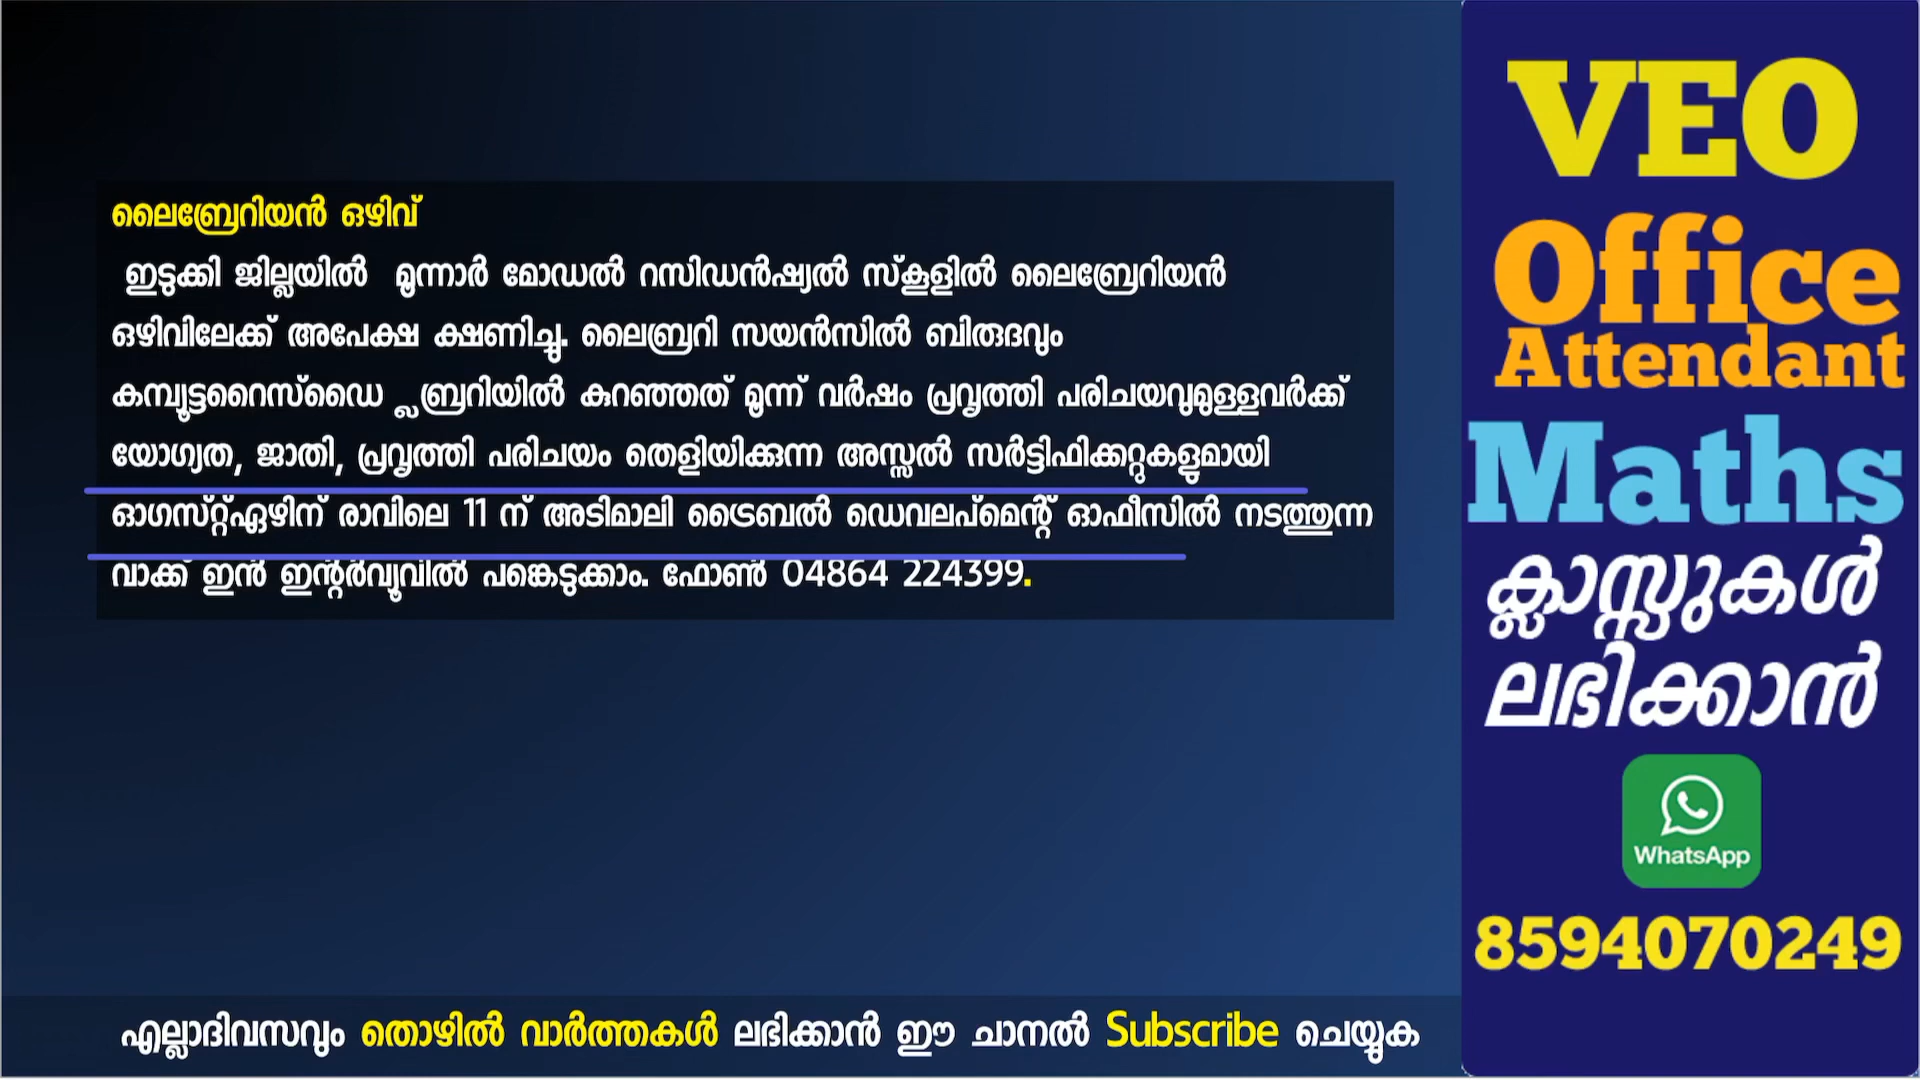 ലൈബ്രേറിയൻ ഒഴിവ്
ഇടുക്കി ജില്ലയിൽ മൂന്നാർ മോഡൽ റസിഡൻഷ്യൽ സ്കൂളിൽ ലൈബ്രേറിയൻ
ഒഴിവിലേക്ക് അപേക്ഷ ക്ഷണിച്ചു. ലൈബ്രറി സയൻസിൽ ബിരുദവും
കമ്പ്യൂട്ടറൈസ്ഡൈ ്ലബ്രറിയിൽ കുറഞ്ഞത് മൂന്ന് വർഷം പ്രവൃത്തി പരിചയവുമുള്ളവർക്ക്
യോഗ്യത, ജാതി, പ്രവൃത്തി പരിചയം തെളിയിക്കുന്ന അസ്സൽ സർട്ടിഫിക്കറ്റുകളുമായി
ഓഗസ്റ്റ്ഏഴിന് രാവിലെ 11 ന് അടിമാലി ട്രൈബൽ ഡെവലപ്മെന്റ് ഓഫീസിൽ നടത്തുന്ന
വാക്ക് ഇൻ ഇന്റർവ്യൂവിൽ പങ്കെടുക്കാം. ഫോൺ 04864 224399.
എല്ലാദിവസവും തൊഴിൽ വാർത്തകൾ ലഭിക്കാൻ ഈ ചാനൽ Subscribe ചെയ്യുക
VEO
Office
Attendant
Maths
ക്ലാസ്സുകൾ
ലഭിക്കാൻ
WhatsApp
8594070249